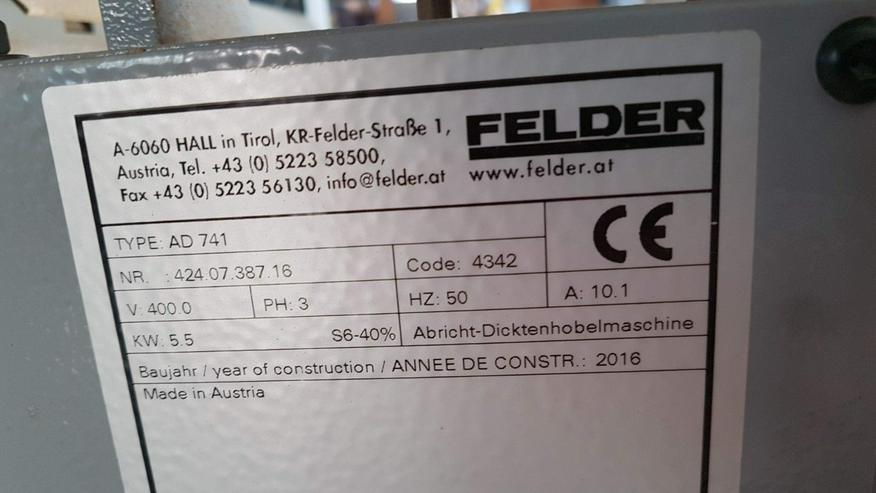 A-6060 HALL in Tirol, KR-Felder-Straße 1,
Austria, Tel. +43 (0) 5223 58500,
Fax +43 (0) 5223 56130, info@felder.at
FELDER
www.felder.at
TYPE: AD 741
CE
NR. : 424.07.387.16 Code: 4342
V: 400.0 PH: 3 HZ: 50 A: 10.1
KW: 5.5 S6-40% Abricht-Dicktenhobelmaschine
Baujahr / year of construction / ANNEE DE CONSTR.: 2016
Made in Austria